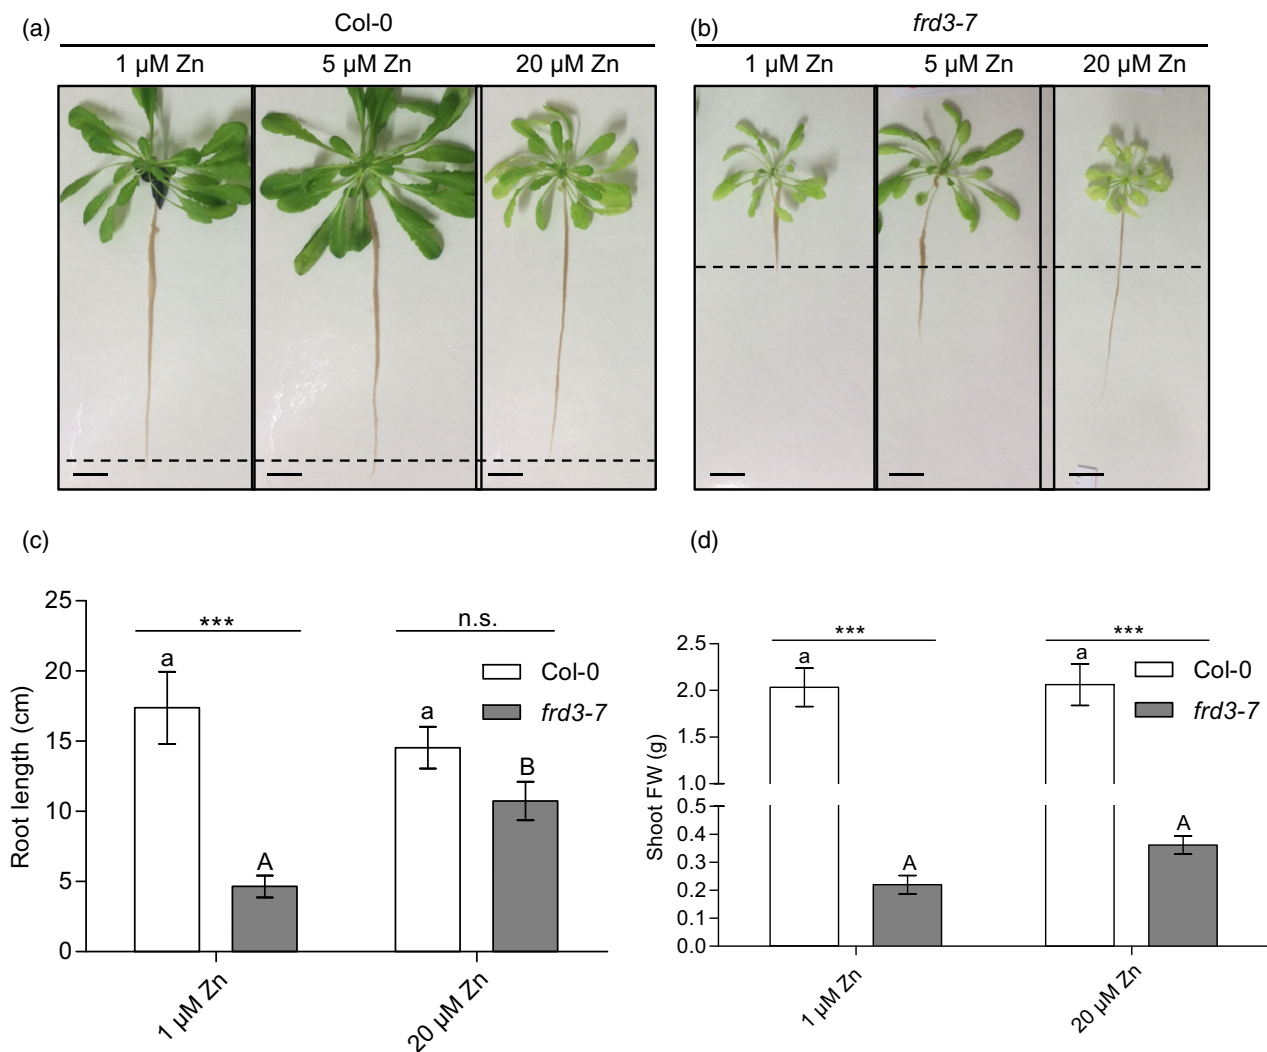 (a)
Col-0
1 µM Zn 5 µM Zn 20 µM Zn
(b)
frd3-7
1 µM Zn 5 µM Zn 20 µM Zn
(c)
Root length (cm)
25
20
15
10
5
0
***
n.s.
a
A
a
B
Col-0
frd3-7
1 µM Zn
20 µM Zn
(d)
Shoot FW (g)
2.5
2.0
1.5
1.0
0.5
0.4
0.3
0.2
0.1
0.0
***
***
a
A
a
A
Col-0
frd3-7
1 µM Zn
20 µM Zn